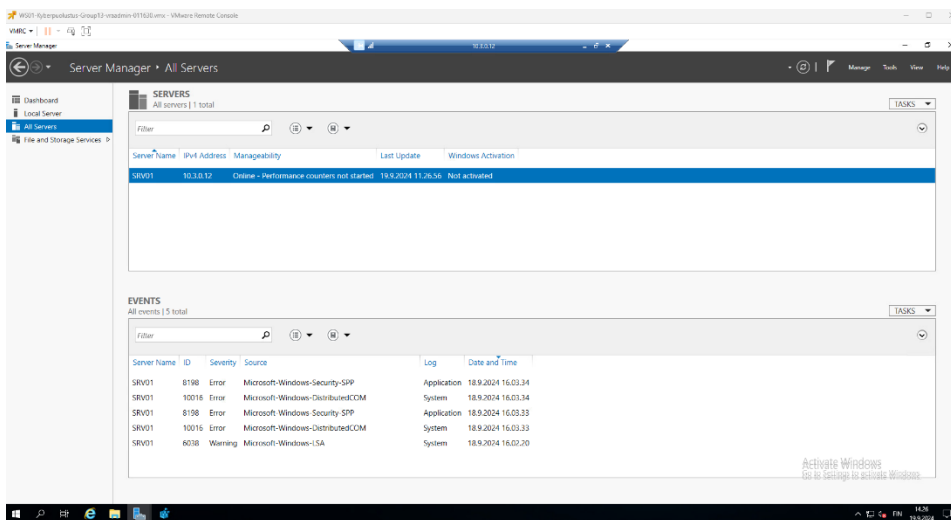 WS01-Kyberpuolustus-Group13-vnsadmin-011630.vmx - VMware Remote Console
VMRC
Server Manager
10.3.0.12
Server Manager • All Servers
Manage Tools View Help
Dashboard
Local Server
All Servers
File and Storage Services
SERVERS
All servers | 1 total
TASKS
Filter
Server Name IPv4 Address Manageability Last Update Windows Activation
SRV01 10.3.0.12 Online - Performance counters not started 19.9.2024 11.26.56 Not activated
EVENTS
All events | 5 total
TASKS
Filter
Server Name ID Severity Source Log Date and Time
SRV01 8198 Error Microsoft-Windows-Security-SPP Application 18.9.2024 16.03.34
SRV01 10016 Error Microsoft-Windows-DistributedCOM System 18.9.2024 16.03.34
SRV01 8198 Error Microsoft-Windows-Security-SPP Application 18.9.2024 16.03.33
SRV01 10016 Error Microsoft-Windows-DistributedCOM System 18.9.2024 16.03.33
SRV01 6038 Warning Microsoft-Windows-LSA System 18.9.2024 16.02.20
Activate Windows
Go to Settings to activate Windows.
FIN
14.26
19.9.2024